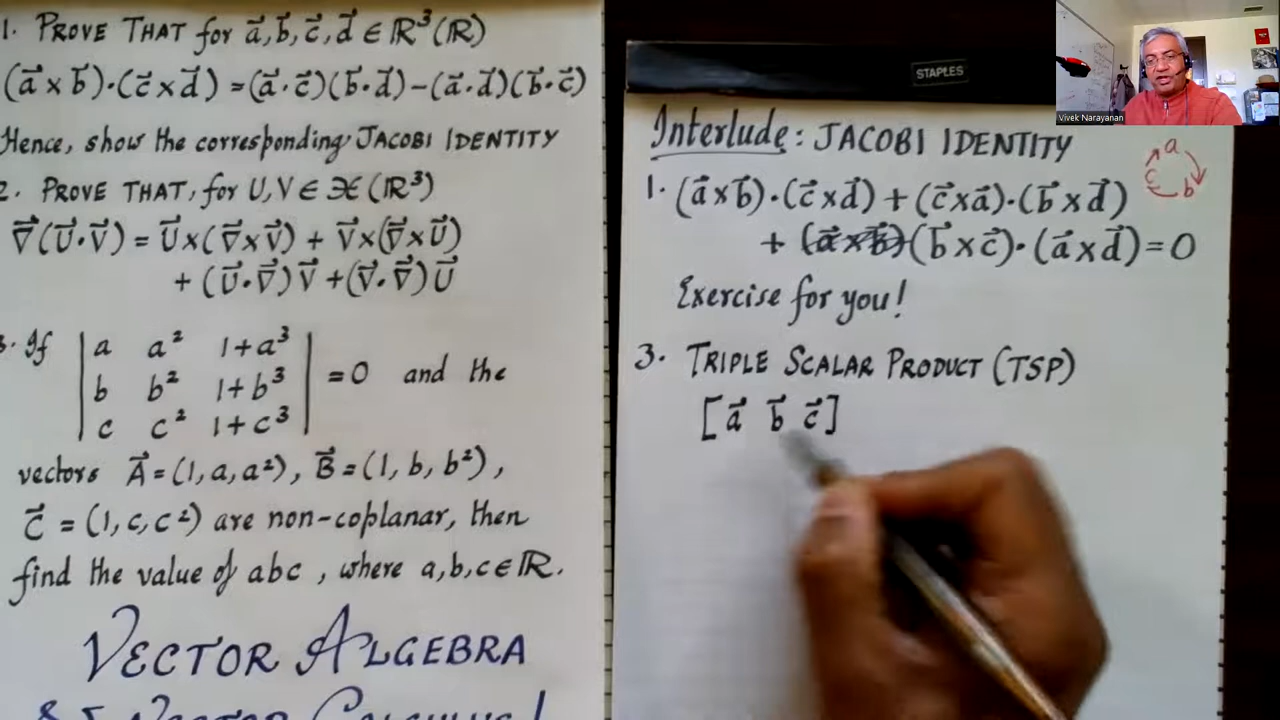 1. PROVE THAT for a⃗, b⃗, c⃗, d⃗ ∈ ℝ³(ℝ)
(a⃗ × b⃗)·(c⃗ × d⃗) = (a⃗·c⃗)(b⃗·d⃗) − (a⃗·d⃗)(b⃗·c⃗)
Hence, show the corresponding JACOBI IDENTITY
2. PROVE THAT, for U, V ∈ 𝔛(ℝ³)
∇⃗(U⃗·V⃗) = U⃗×(∇⃗×V⃗) + V⃗×(∇⃗×U⃗)
+ (U⃗·∇⃗)V⃗ + (V⃗·∇⃗)U⃗
3. If | a a² 1+a³ |
| b b² 1+b³ | = 0 and the
| c c² 1+c³ |
vectors A⃗ = (1, a, a²), B⃗ = (1, b, b²),
C⃗ = (1, c, c²) are non-coplanar, then
find the value of abc, where a, b, c ∈ ℝ.
VECTOR ALGEBRA
STAPLES
Vivek Narayanan
Interlude: JACOBI IDENTITY
a
c b
1. (a⃗×b⃗)·(c⃗×d⃗) + (c⃗×a⃗)·(b⃗×d⃗)
+ (a⃗×b⃗)(b⃗×c⃗)·(a⃗×d⃗) = 0
Exercise for you!
3. TRIPLE SCALAR PRODUCT (TSP)
[a⃗ b⃗ c⃗]